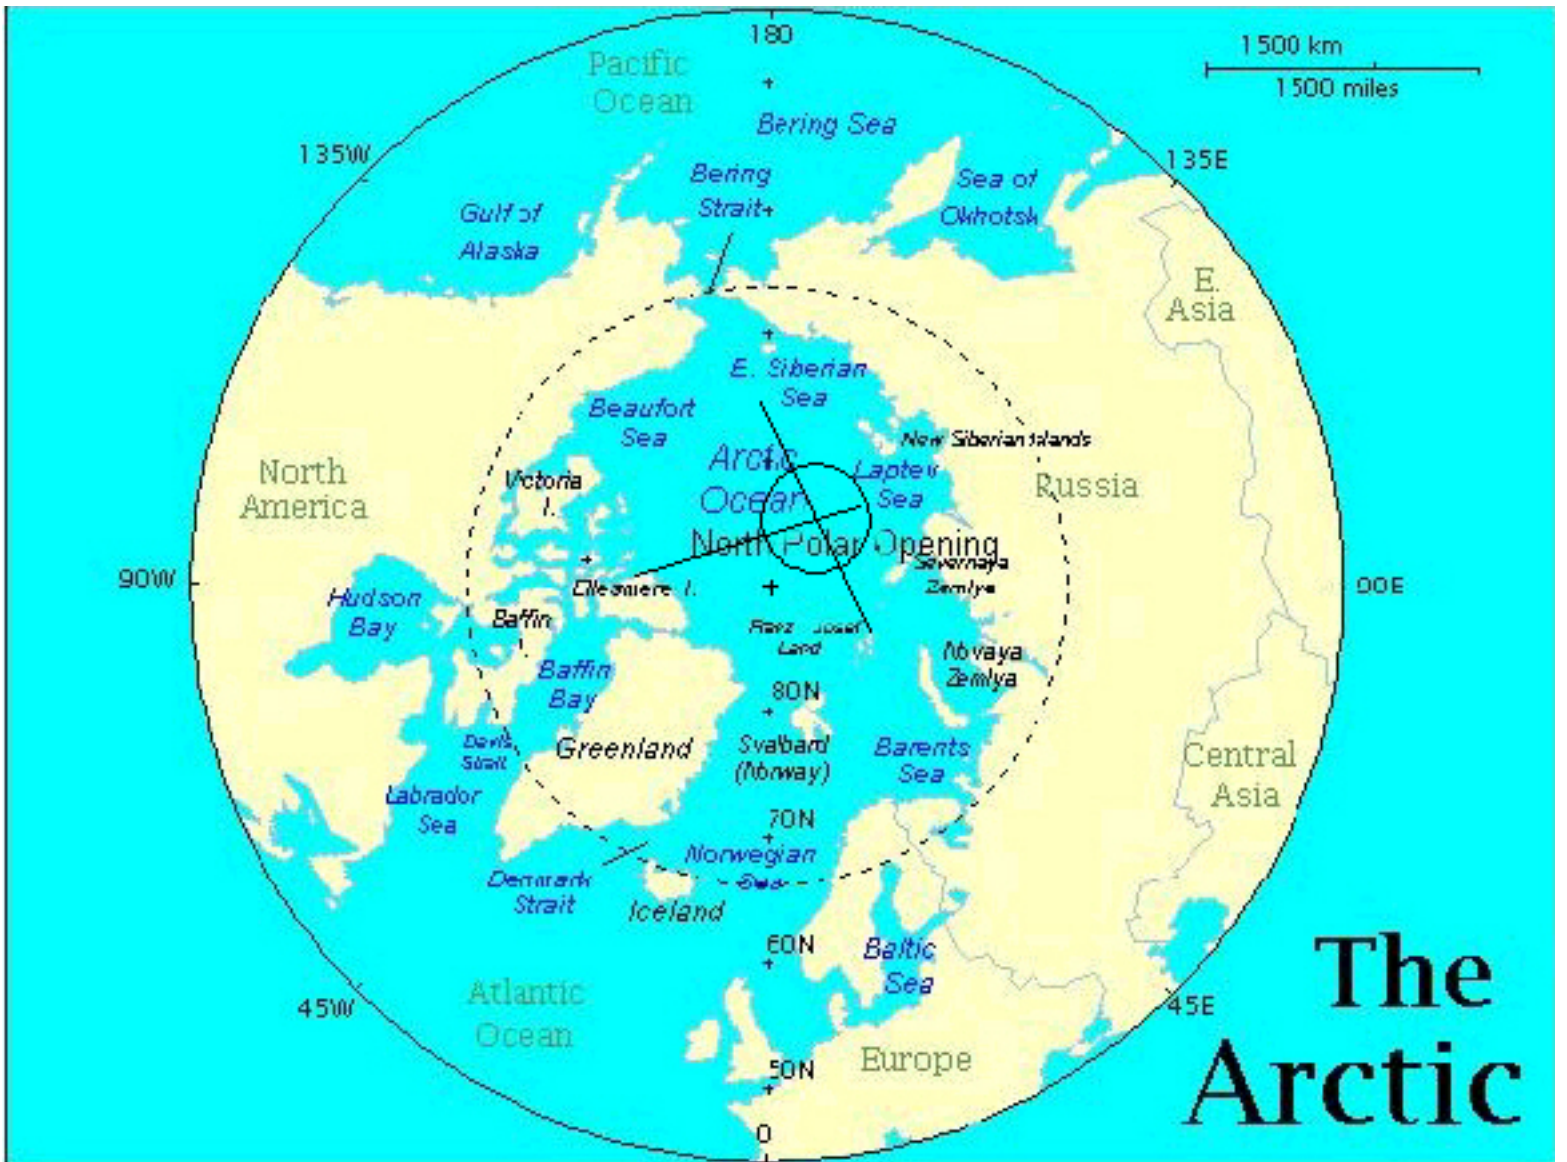 180
1500 km
1500 miles
Pacific
Ocean
Bering Sea
135W
135E
Bering
Strait
Sea of
Okhotsk
Gulf of
Alaska
E.
Asia
E. Siberian
Sea
Beaufort
Sea
New Siberian Islands
Arctic
Ocean
Laptev
Sea
North
America
Victoria
I.
Russia
North Polar Opening
Severnaya
Zemlya
90W
90E
Ellesmere I.
Hudson
Bay
Baffin
Franz Josef
Land
Novaya
Zemlya
Baffin
Bay
80N
Davis
Strait
Greenland
Svalbard
(Norway)
Barents
Sea
Central
Asia
Labrador
Sea
70N
Norwegian
Sea
Denmark
Strait
Iceland
60N
Baltic
Sea
45W
45E
Atlantic
Ocean
Europe
50N
0
The
Arctic